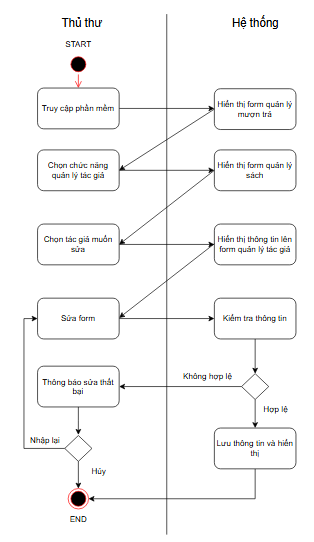 Thủ thư
Hệ thống
START
Truy cập phần mềm
Hiển thị form quản lý
mượn trả
Chọn chức năng
quản lý tác giả
Hiển thị form quản lý
sách
Chọn tác giả muốn
sửa
Hiển thị thông tin lên
form quản lý tác giả
Sửa form
Kiểm tra thông tin
Không hợp lệ
Thông báo sửa thất
bại
Hợp lệ
Nhập lại
Lưu thông tin và hiển
thị
Hủy
END